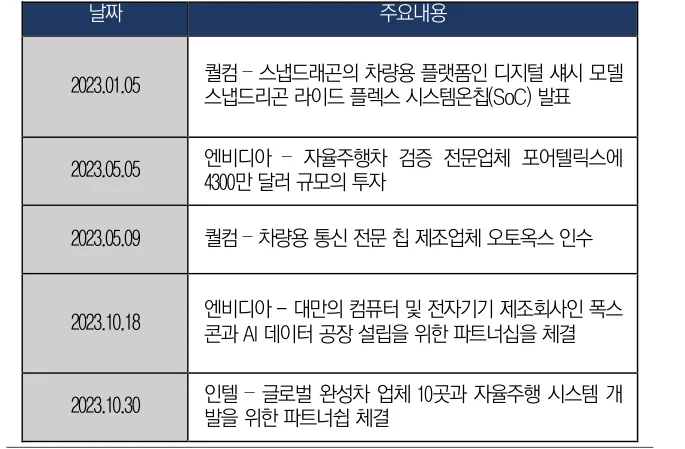 날짜
주요내용
2023.01.05
퀄컴 – 스냅드래곤의 차량용 플랫폼인 디지털 섀시 모델
스냅드리곤 라이드 플렉스 시스템온칩(SoC) 발표
2023.05.05
엔비디아 – 자율주행차 검증 전문업체 포어텔릭스에
4300만 달러 규모의 투자
2023.05.09
퀄컴 – 차량용 통신 전문 칩 제조업체 오토옥스 인수
2023.10.18
엔비디아 – 대만의 컴퓨터 및 전자기기 제조회사인 폭스
콘과 AI 데이터 공장 설립을 위한 파트너십을 체결
2023.10.30
인텔 – 글로벌 완성차 업체 10곳과 자율주행 시스템 개
발을 위한 파트너쉽 체결